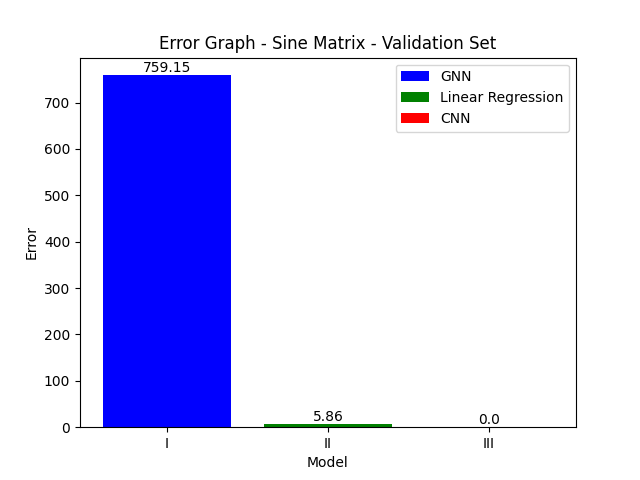 Error Graph - Sine Matrix - Validation Set
759.15
GNN
Linear Regression
CNN
700
600
500
400
300
200
100
0
Error
5.86
0.0
I
II
III
Model